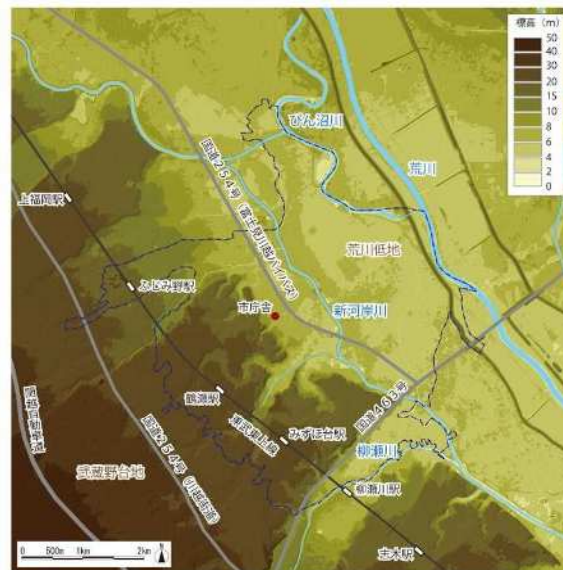 標高 (m)
50
40
30
20
15
10
8
6
4
2
0
びん沼川
荒川
国道254号 (富士見川越バイパス)
上福岡駅
荒川低地
ふじみ野駅
市庁舎
新河岸川
関越自動車道
国道254号 (川越街道)
鶴瀬駅
東武東上線
みずほ台駅
国道463号
武蔵野台地
柳瀬川
柳瀬川駅
志木駅
0 500m 1km 2km
N